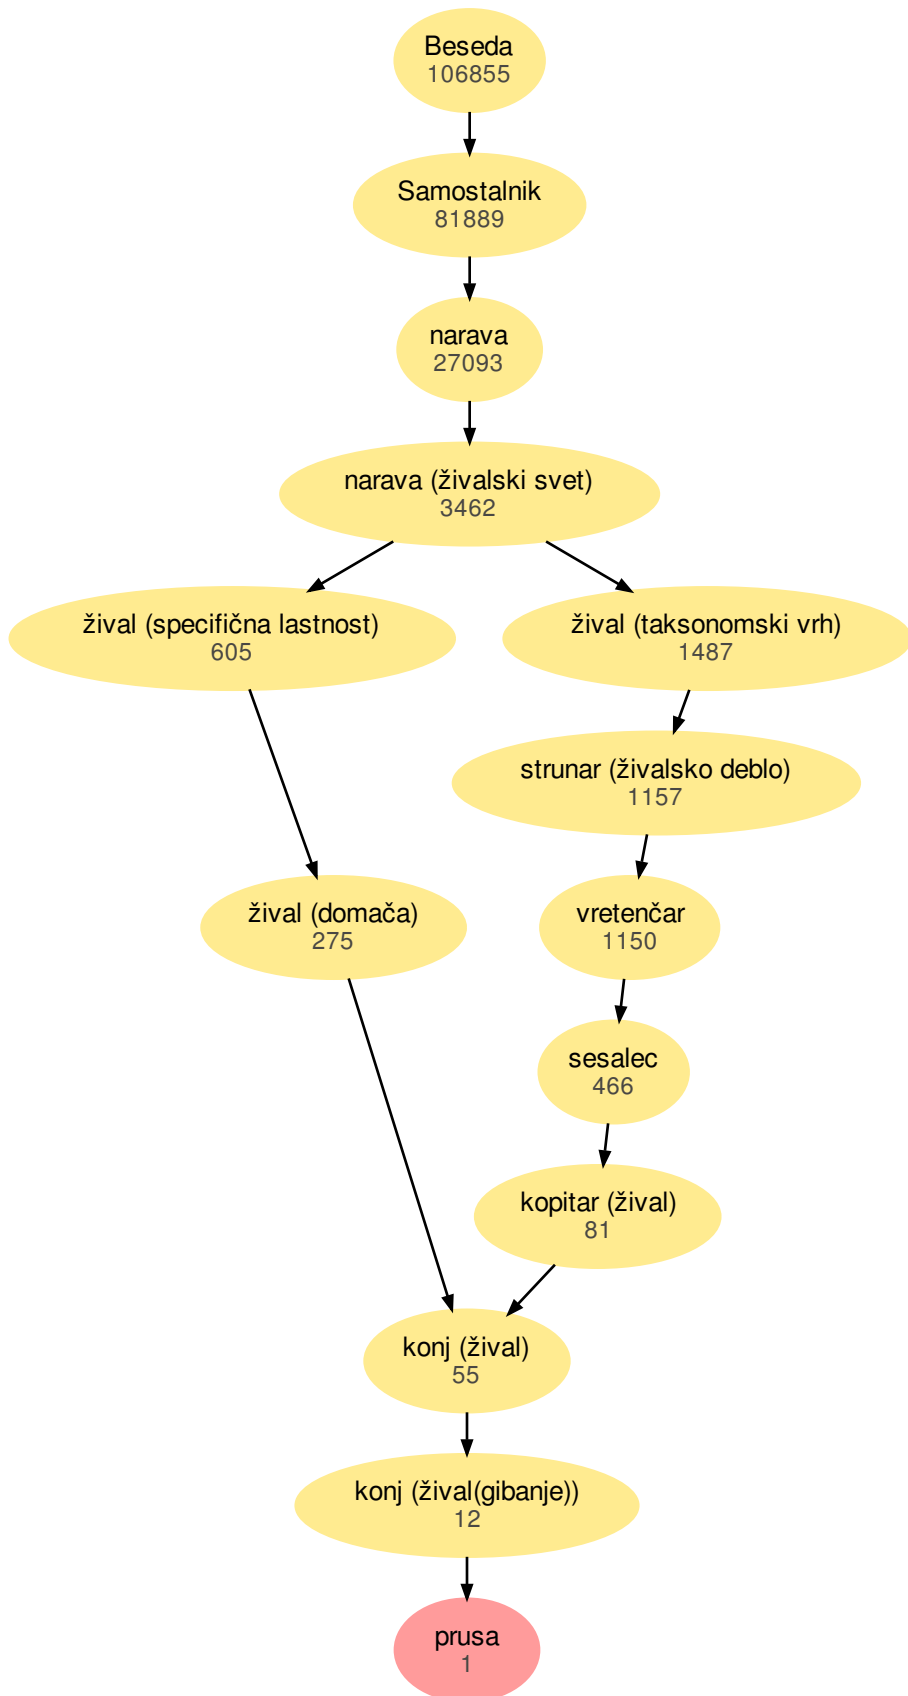 Beseda
106855
Samostalnik
81889
narava
27093
narava (živalski svet)
3462
žival (specifična lastnost)
605
žival (taksonomski vrh)
1487
strunar (živalsko deblo)
1157
žival (domača)
275
vretenčar
1150
sesalec
466
kopitar (žival)
81
konj (žival)
55
konj (žival(gibanje))
12
prusa
1